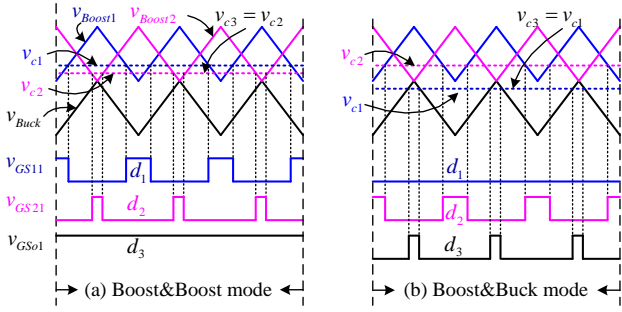 v_Boost1
v_Boost2
v_c3 = v_c2
v_c1
v_c2
v_Buck
v_GS11
d_1
v_GS21
d_2
v_GSo1
d_3
(a) Boost&Boost mode
v_c3 = v_c1
v_c2
v_c1
d_1
d_2
d_3
(b) Boost&Buck mode